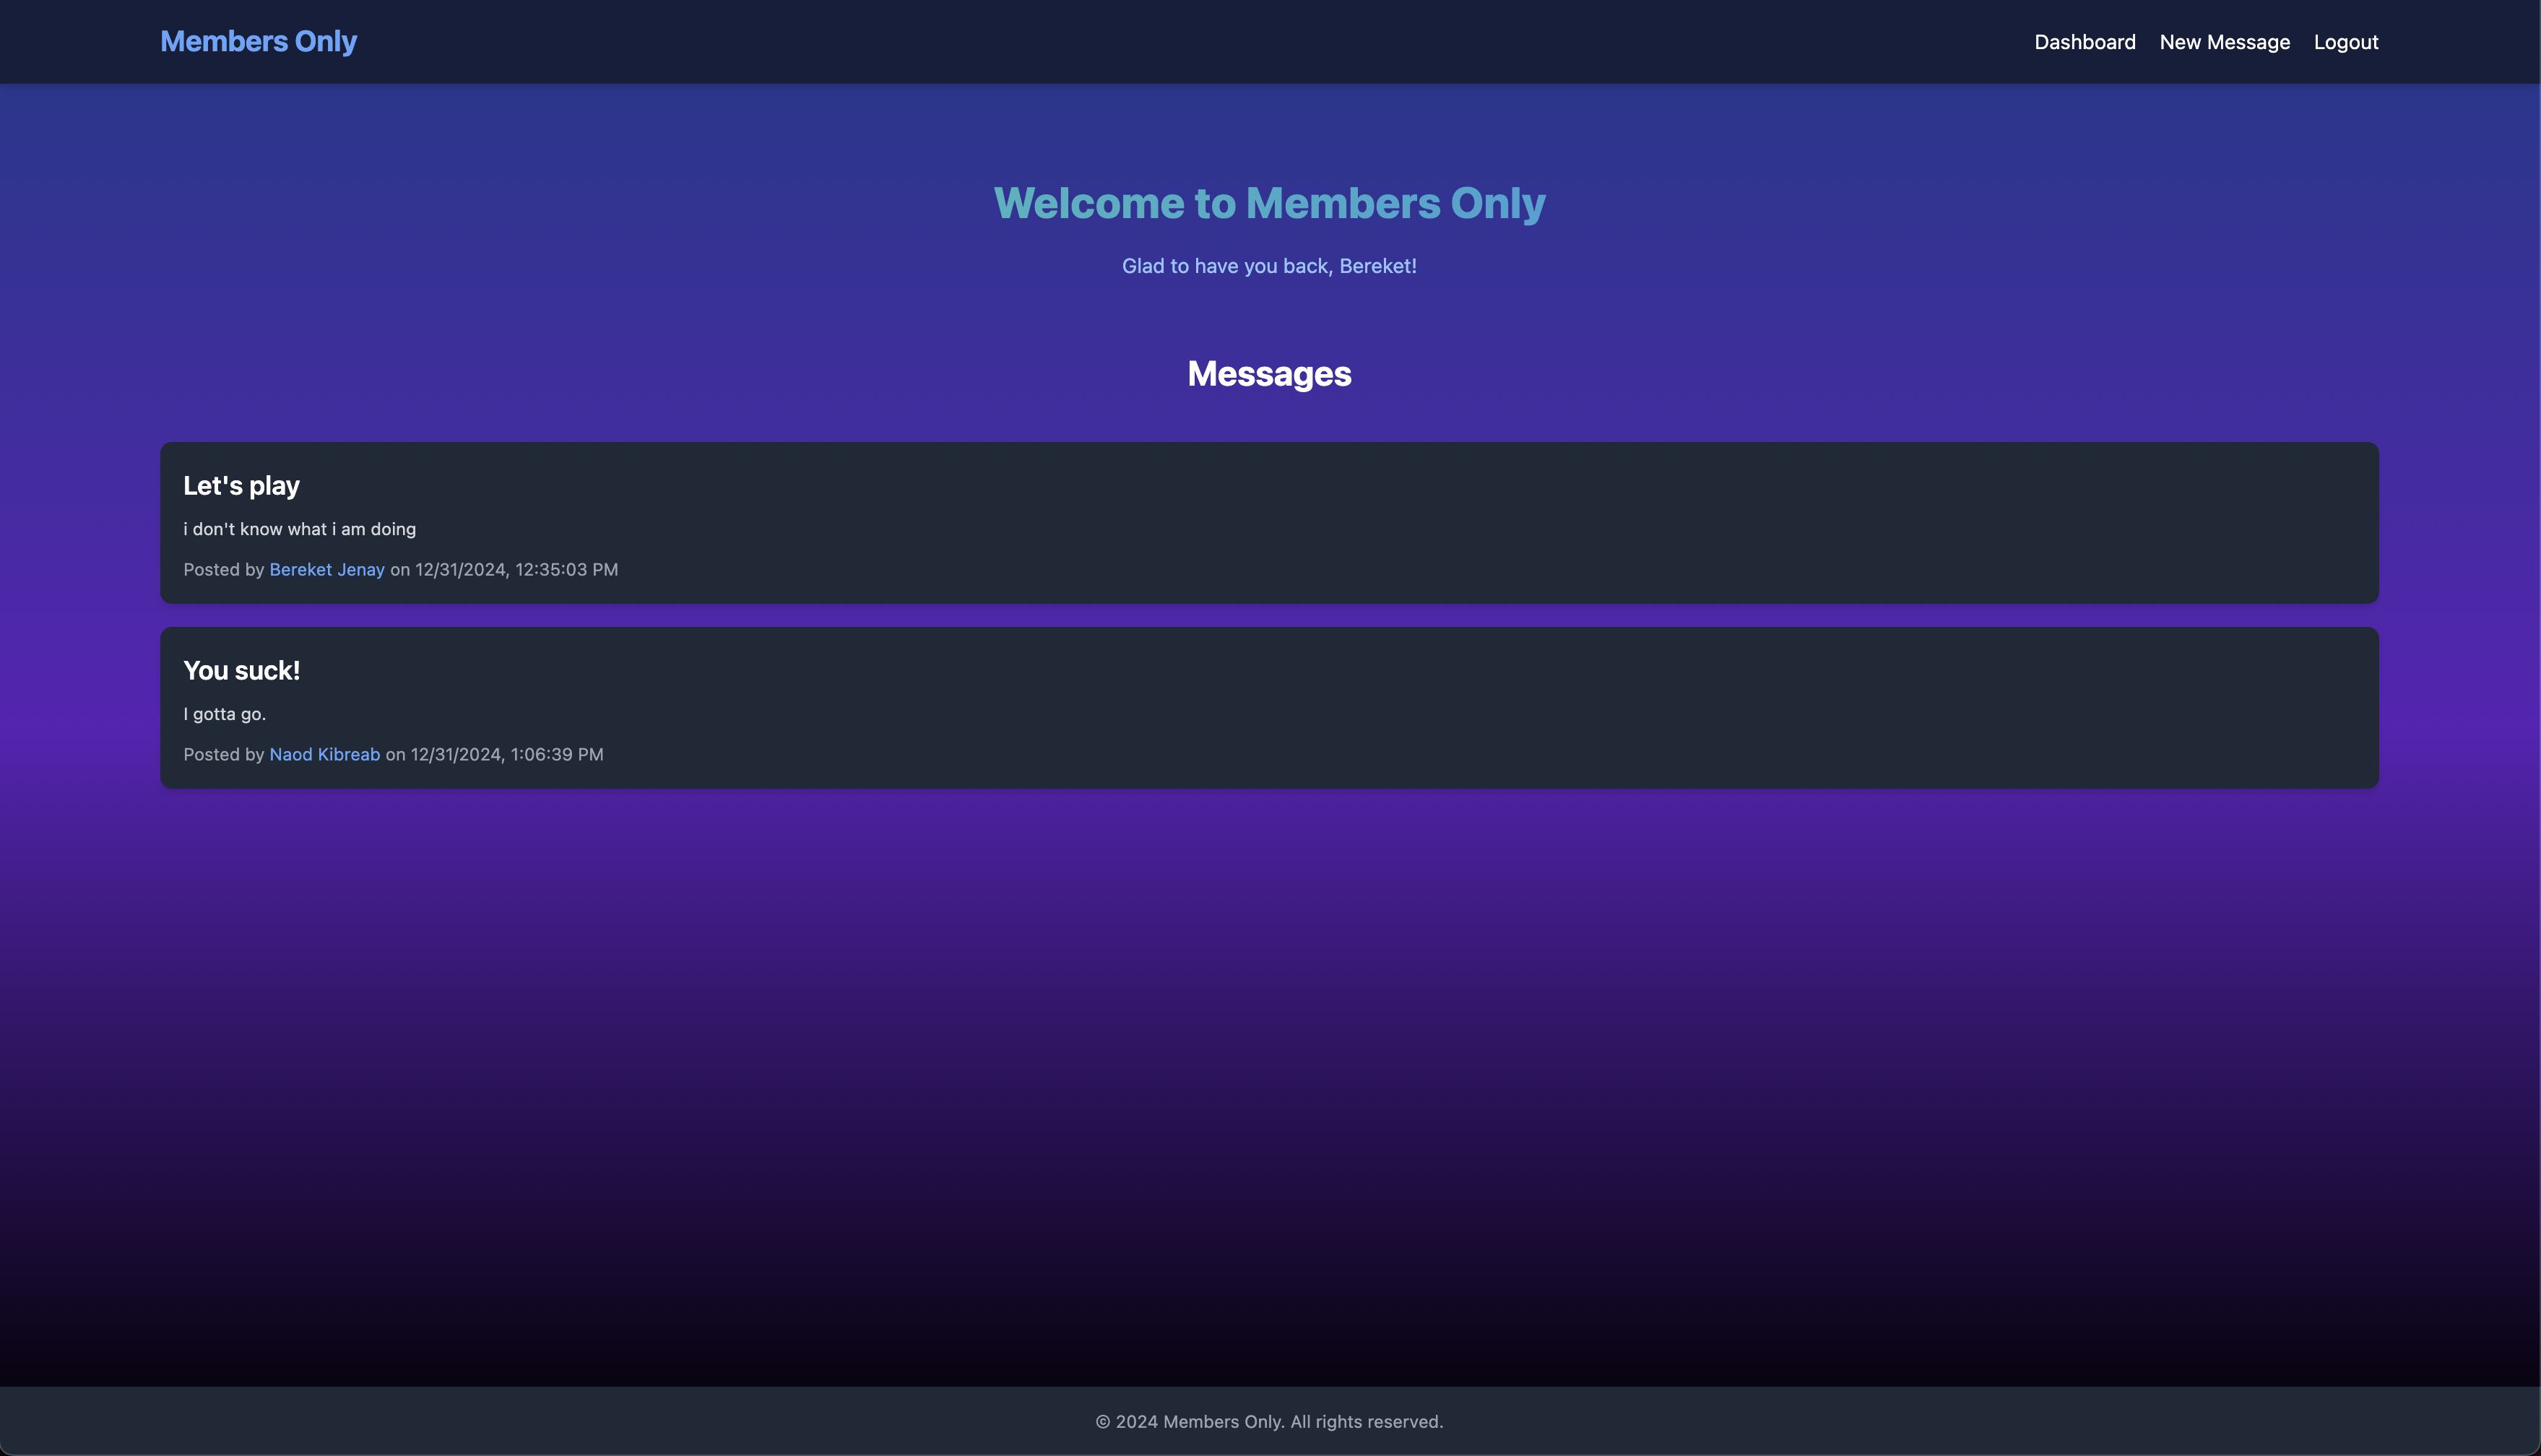 Members Only
Dashboard New Message Logout
Welcome to Members Only
Glad to have you back, Bereket!
Messages
Let's play
i don't know what i am doing
Posted by Bereket Jenay on 12/31/2024, 12:35:03 PM
You suck!
I gotta go.
Posted by Naod Kibreab on 12/31/2024, 1:06:39 PM
© 2024 Members Only. All rights reserved.